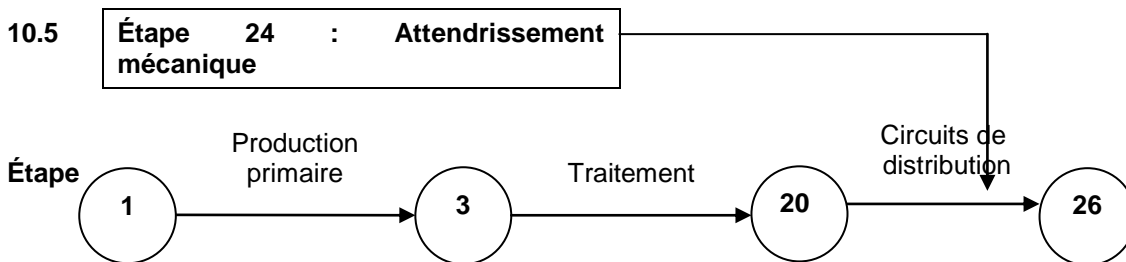 10.5 Étape 24 : Attendrissement
mécanique
Production
primaire
Traitement
Circuits de
distribution
Étape 1 3 20 26